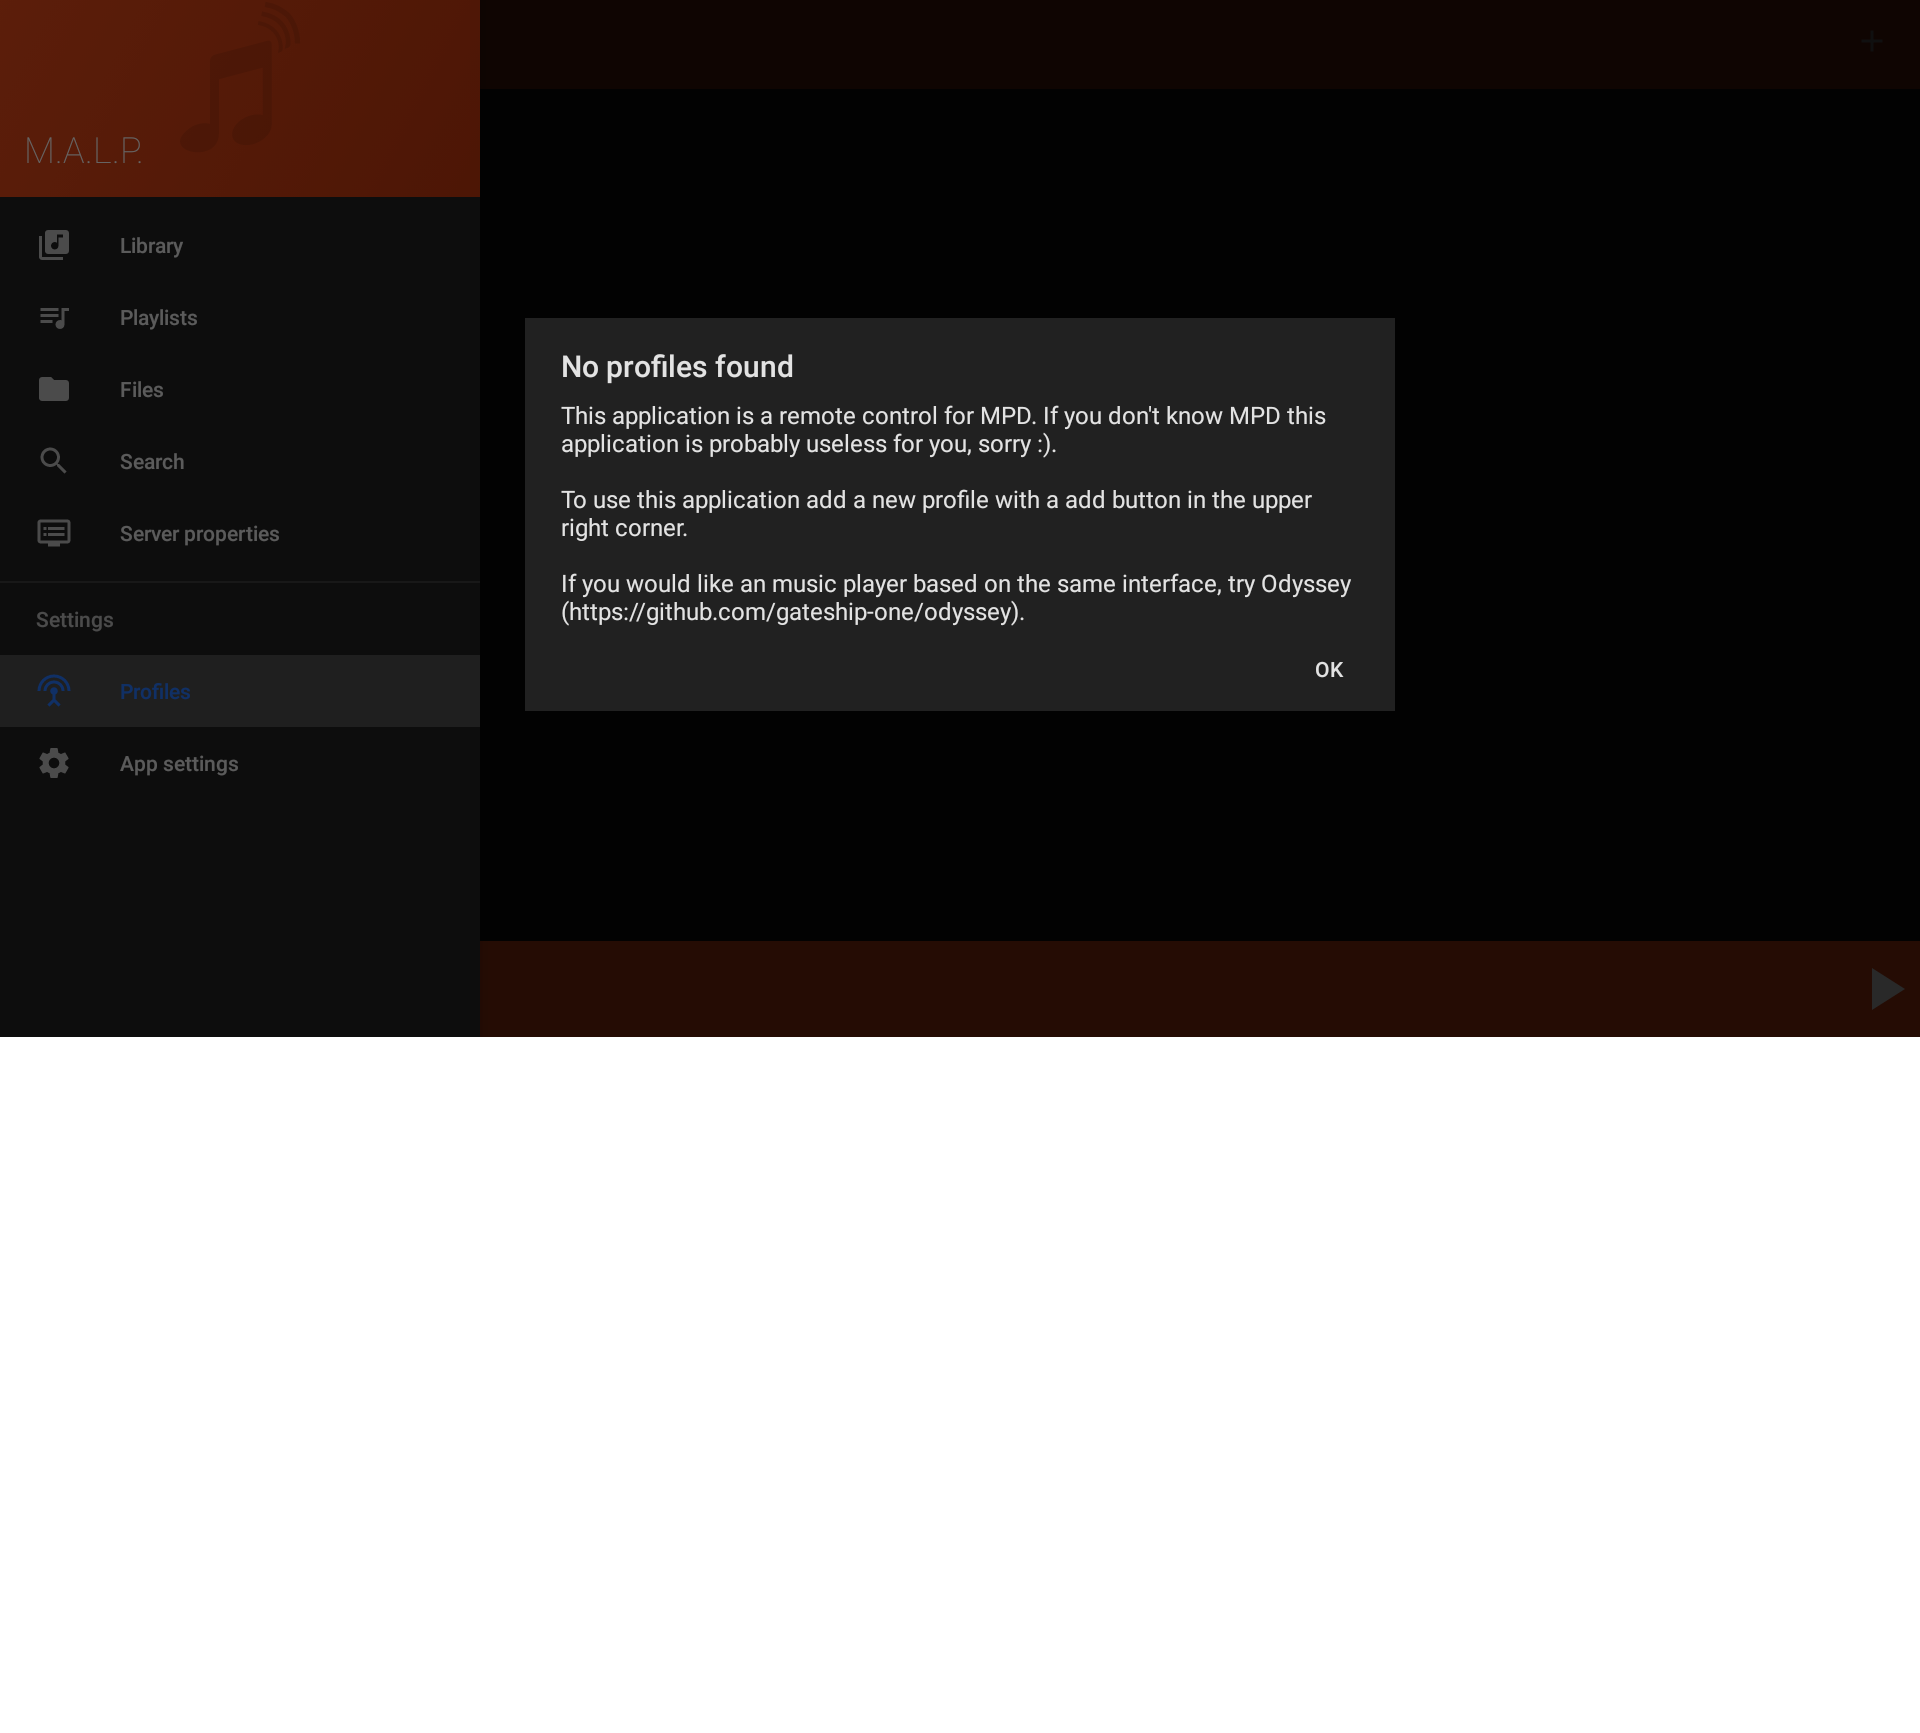 M.A.L.P.
Library
Playlists
Files
Search
Server properties
Settings
Profiles
App settings
No profiles found
This application is a remote control for MPD. If you don't know MPD this
application is probably useless for you, sorry :).
To use this application add a new profile with a add button in the upper
right corner.
If you would like an music player based on the same interface, try Odyssey
(https://github.com/gateship-one/odyssey).
OK